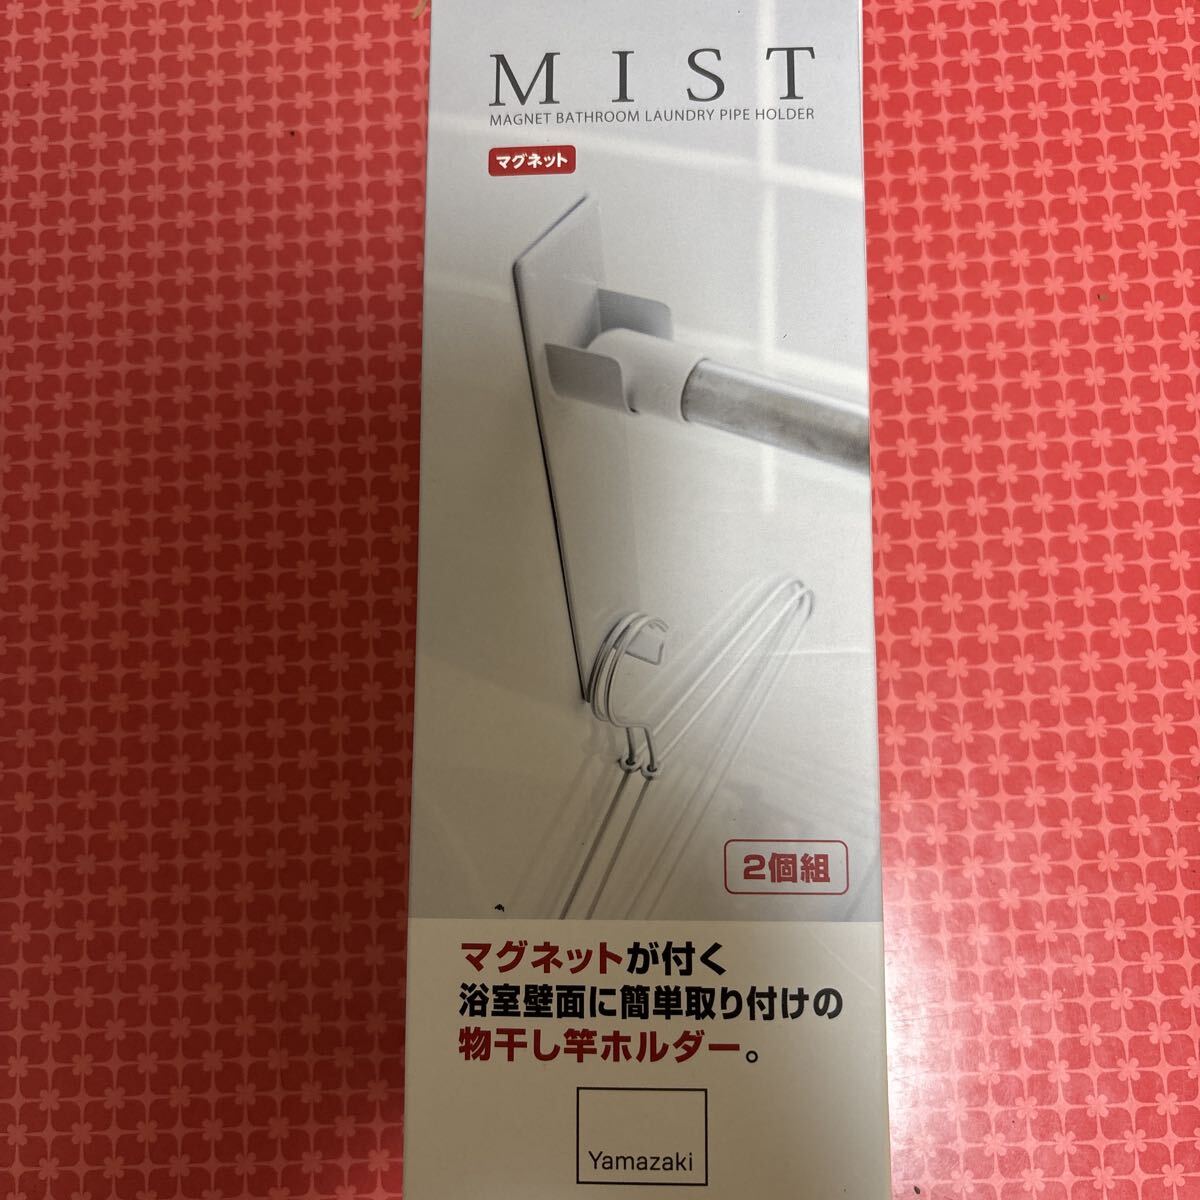 MIST
MAGNET BATHROOM LAUNDRY PIPE HOLDER
マグネット
2個組
マグネットが付く
浴室壁面に簡単取り付けの
物干し竿ホルダー。
Yamazaki